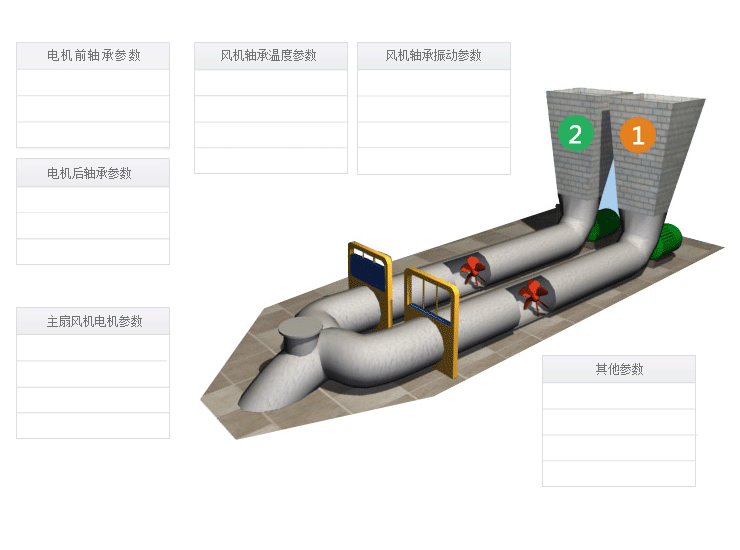 电机前轴承参数
风机轴承温度参数
风机轴承振动参数
2
1
电机后轴承参数
主扇风机电机参数
其他参数